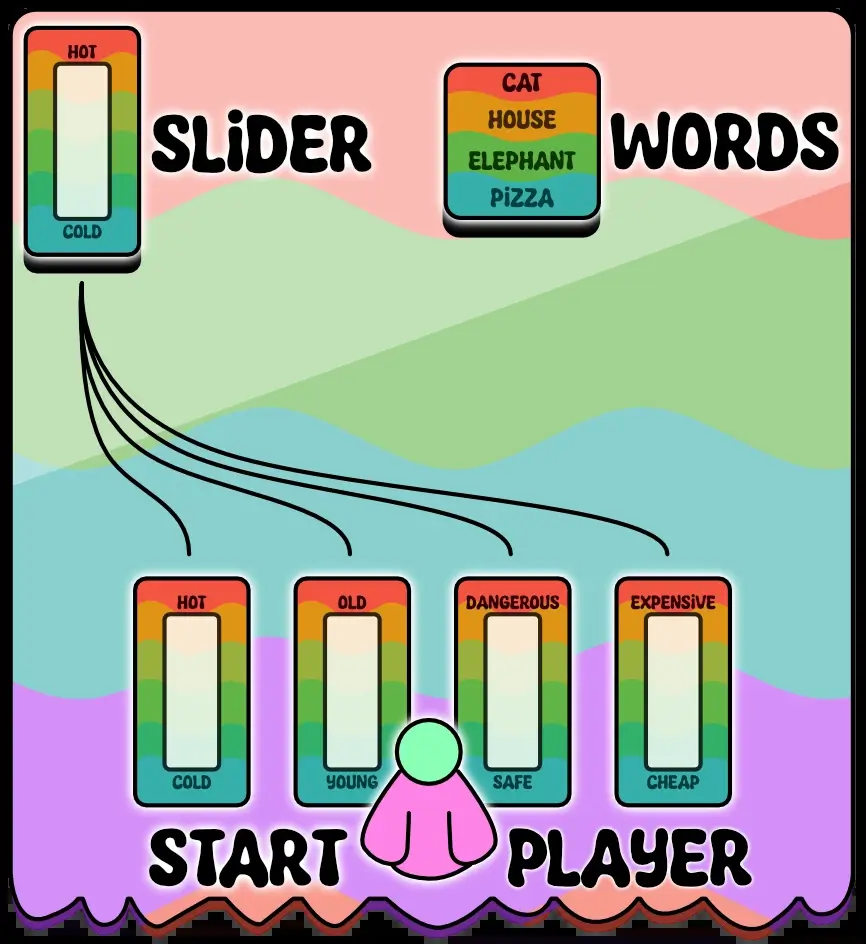 HOT
COLD
SLiDER
CAT
HOUSE
ELEPHANT
PiZZA
WORDS
HOT
COLD
OLD
YOUNG
DANGEROUS
SAFE
EXPENSiVE
CHEAP
START PLAYER